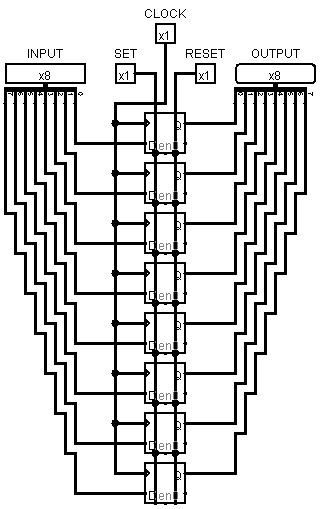 CLOCK
x1
INPUT SET RESET OUTPUT
x8 x1 x1 x8
Q
D en
Q
D en
Q
D en
Q
D en
Q
D en
Q
D en
Q
D en
Q
D en